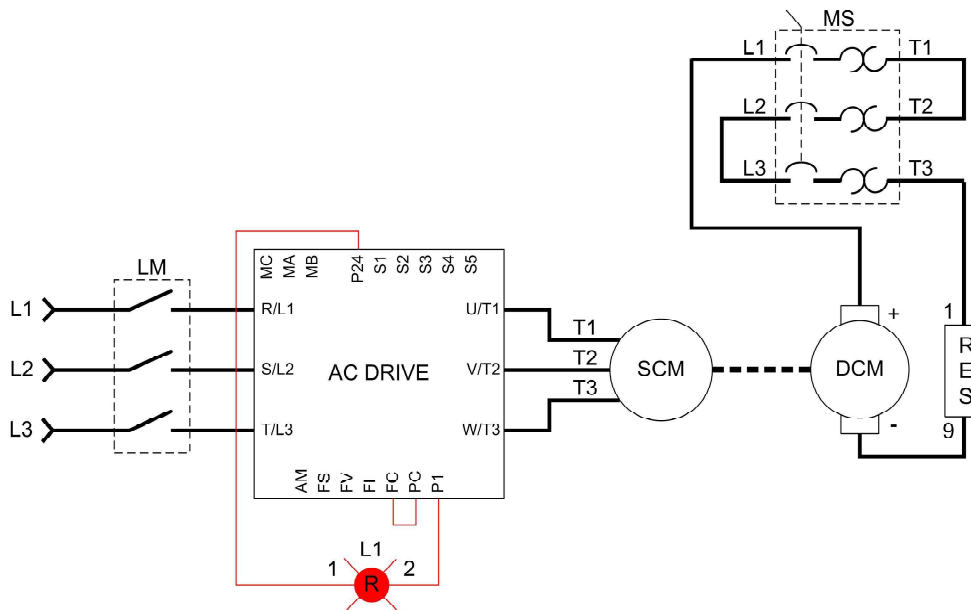 MS
L1 T1
L2 T2
L3 T3
LM
MC MA MB P24 S1 S2 S3 S4 S5
L1 R/L1 U/T1 T1
L2 S/L2 AC DRIVE V/T2 T2 SCM DCM
L3 T/L3 W/T3 T3
+ 1
RES
- 9
AM FS FV FI FC PC P1
L1
1 R 2